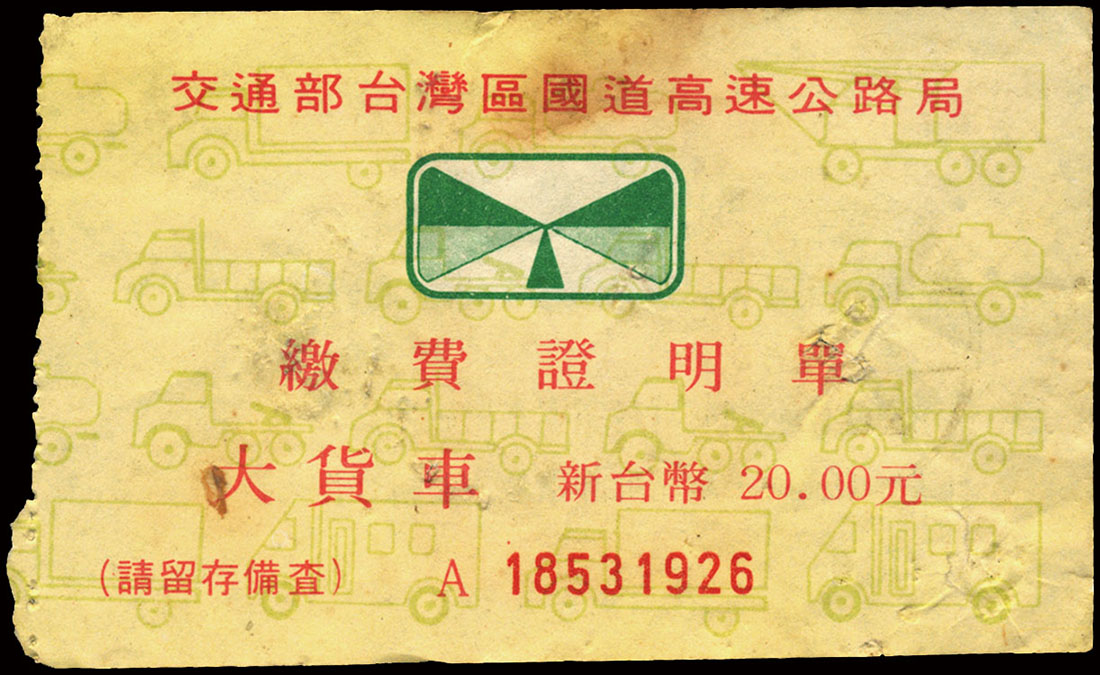 交通部台灣區國道高速公路局
繳費證明單
大貨車 新台幣 20.00元
(請留存備查) A 18531926